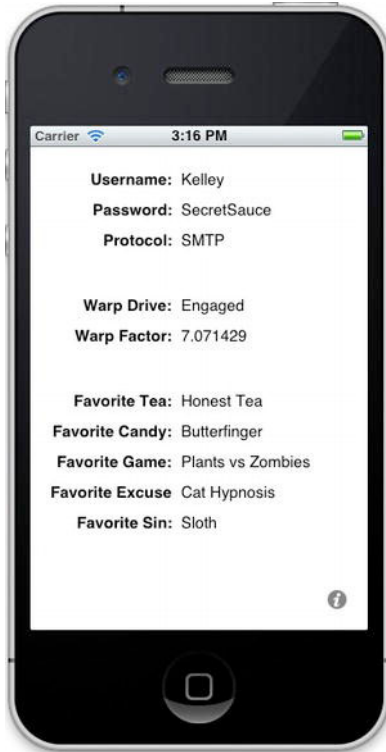 Carrier 3:16 PM
Username: Kelley
Password: SecretSauce
Protocol: SMTP
Warp Drive: Engaged
Warp Factor: 7.071429
Favorite Tea: Honest Tea
Favorite Candy: Butterfinger
Favorite Game: Plants vs Zombies
Favorite Excuse Cat Hypnosis
Favorite Sin: Sloth
i